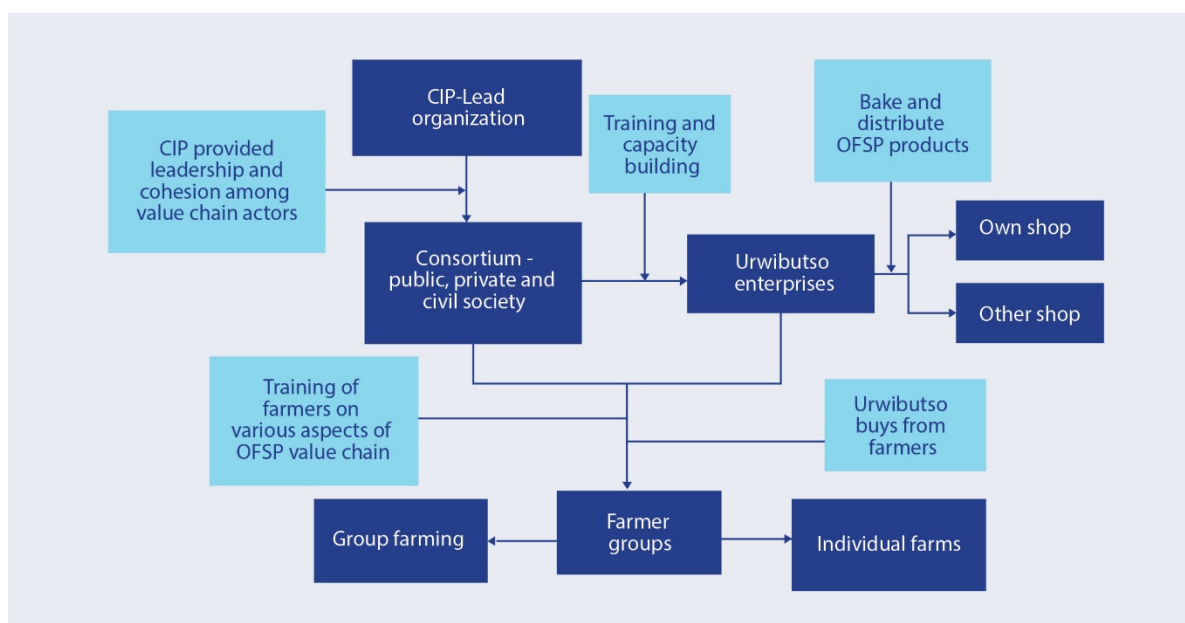 CIP-Lead
organization
Training and
capacity
building
Bake and
distribute
OFSP products
CIP provided
leadership and
cohesion among
value chain actors
Consortium -
public, private and
civil society
Urwibutso
enterprises
Own shop
Other shop
Training of
farmers on
various aspects of
OFSP value chain
Urwibutso
buys from
farmers
Group farming
Farmer
groups
Individual farms